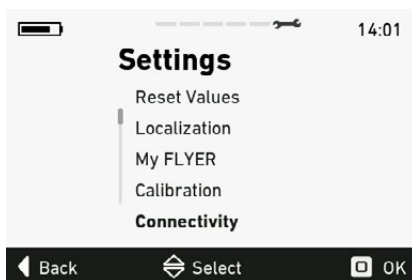 14:01
Settings
Reset Values
Localization
My FLYER
Calibration
Connectivity
Back Select OK